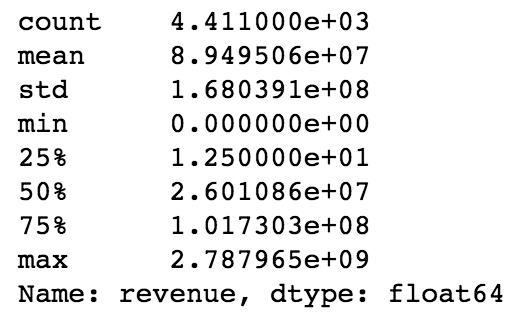 count    4.411000e+03
mean     8.949506e+07
std      1.680391e+08
min      0.000000e+00
25%      1.250000e+01
50%      2.601086e+07
75%      1.017303e+08
max      2.787965e+09
Name: revenue, dtype: float64